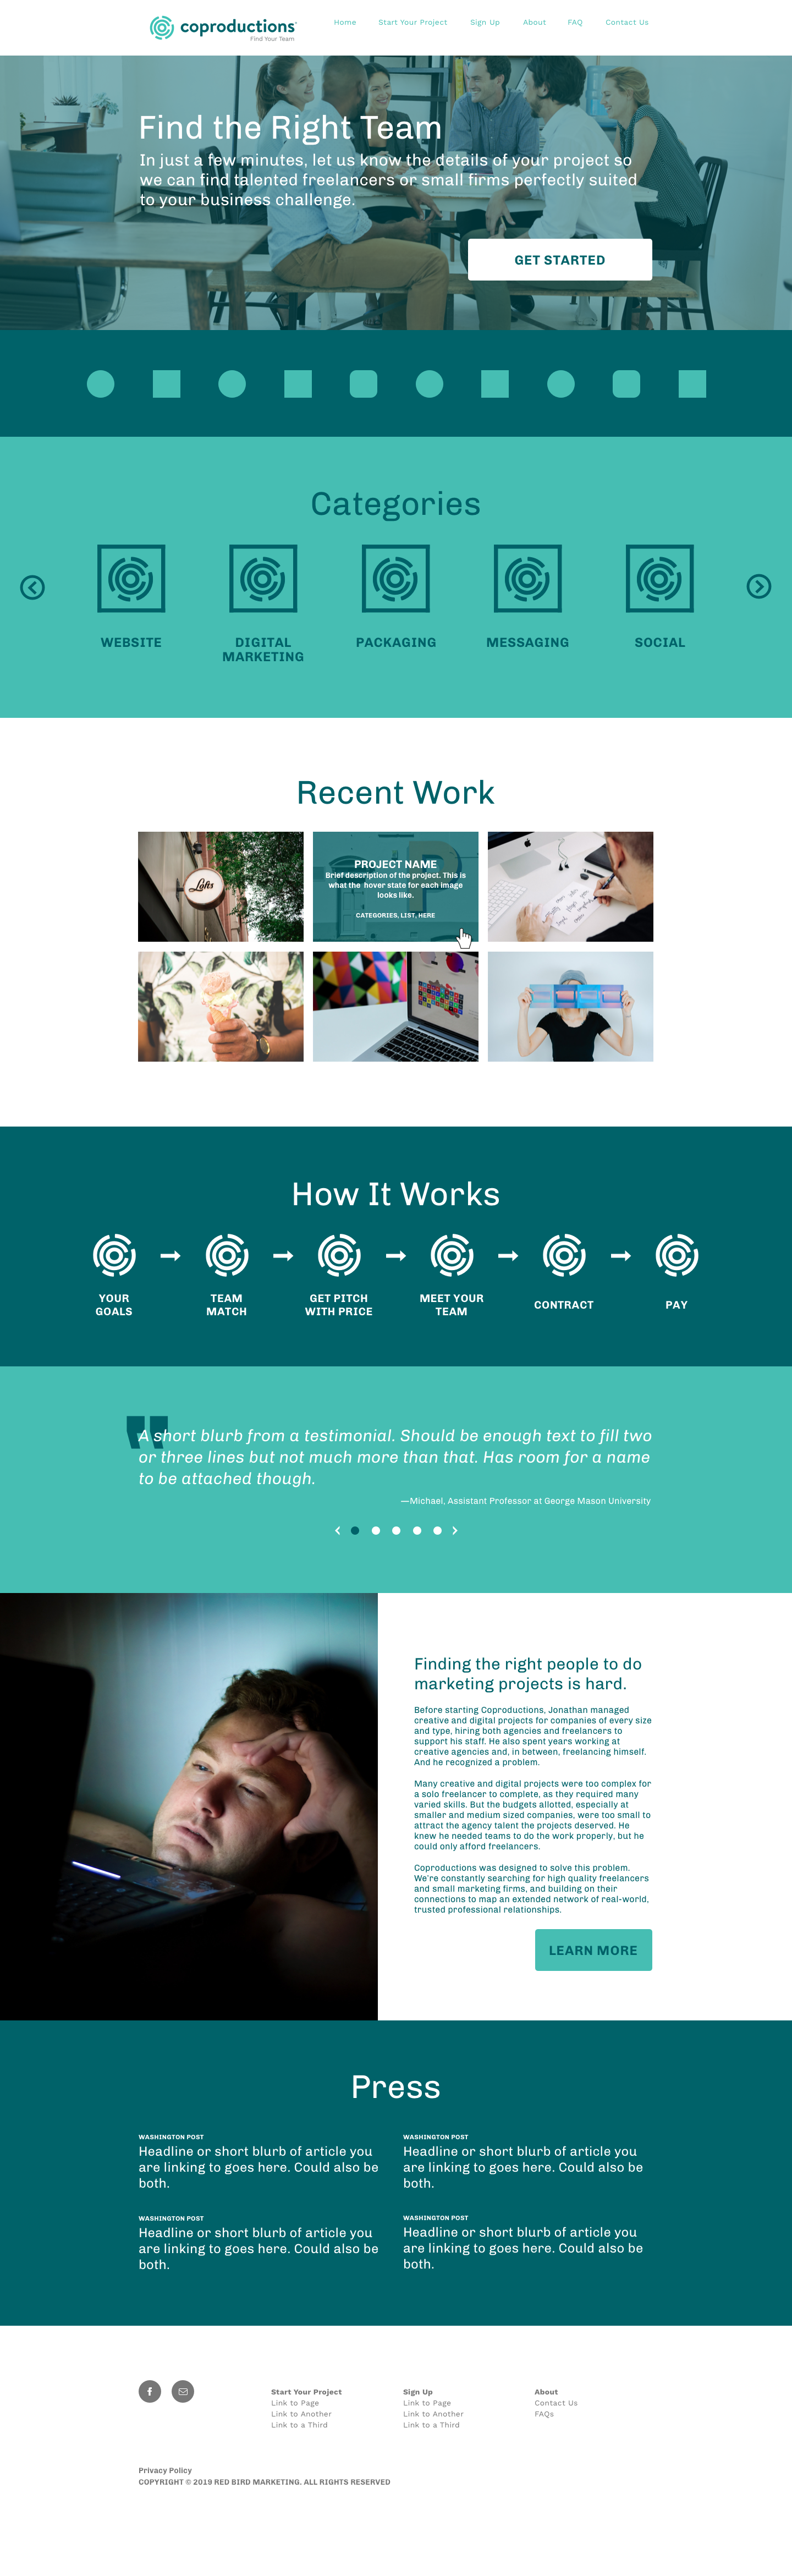 coproductions
Find Your Team
Home
Start Your Project
Sign Up
About
FAQ
Contact Us
Find the Right Team
In just a few minutes, let us know the details of your project so
we can find talented freelancers or small firms perfectly suited
to your business challenge.
GET STARTED
Categories
WEBSITE
DIGITAL
MARKETING
PACKAGING
MESSAGING
SOCIAL
Recent Work
Lofts
PROJECT NAME
Brief description of the project. This is
what the hover state for each image
looks like.
CATEGORIES, LIST, HERE
How It Works
YOUR
GOALS
TEAM
MATCH
GET PITCH
WITH PRICE
MEET YOUR
TEAM
CONTRACT
PAY
"
A short blurb from a testimonial. Should be enough text to fill two
or three lines but not much more than that. Has room for a name
to be attached though.
—Michael, Assistant Professor at George Mason University
Finding the right people to do
marketing projects is hard.
Before starting Coproductions, Jonathan managed
creative and digital projects for companies of every size
and type, hiring both agencies and freelancers to
support his staff. He also spent years working at
creative agencies and, in between, freelancing himself.
And he recognized a problem.
Many creative and digital projects were too complex for
a solo freelancer to complete, as they required many
varied skills. But the budgets allotted, especially at
smaller and medium sized companies, were too small to
attract the agency talent the projects deserved. He
knew he needed teams to do the work properly, but he
could only afford freelancers.
Coproductions was designed to solve this problem.
We're constantly searching for high quality freelancers
and small marketing firms, and building on their
connections to map an extended network of real-world,
trusted professional relationships.
LEARN MORE
Press
WASHINGTON POST
Headline or short blurb of article you
are linking to goes here. Could also be
both.
WASHINGTON POST
Headline or short blurb of article you
are linking to goes here. Could also be
both.
WASHINGTON POST
Headline or short blurb of article you
are linking to goes here. Could also be
both.
WASHINGTON POST
Headline or short blurb of article you
are linking to goes here. Could also be
both.
Start Your Project
Link to Page
Link to Another
Link to a Third
Sign Up
Link to Page
Link to Another
Link to a Third
About
Contact Us
FAQs
Privacy Policy
COPYRIGHT © 2019 RED BIRD MARKETING. ALL RIGHTS RESERVED